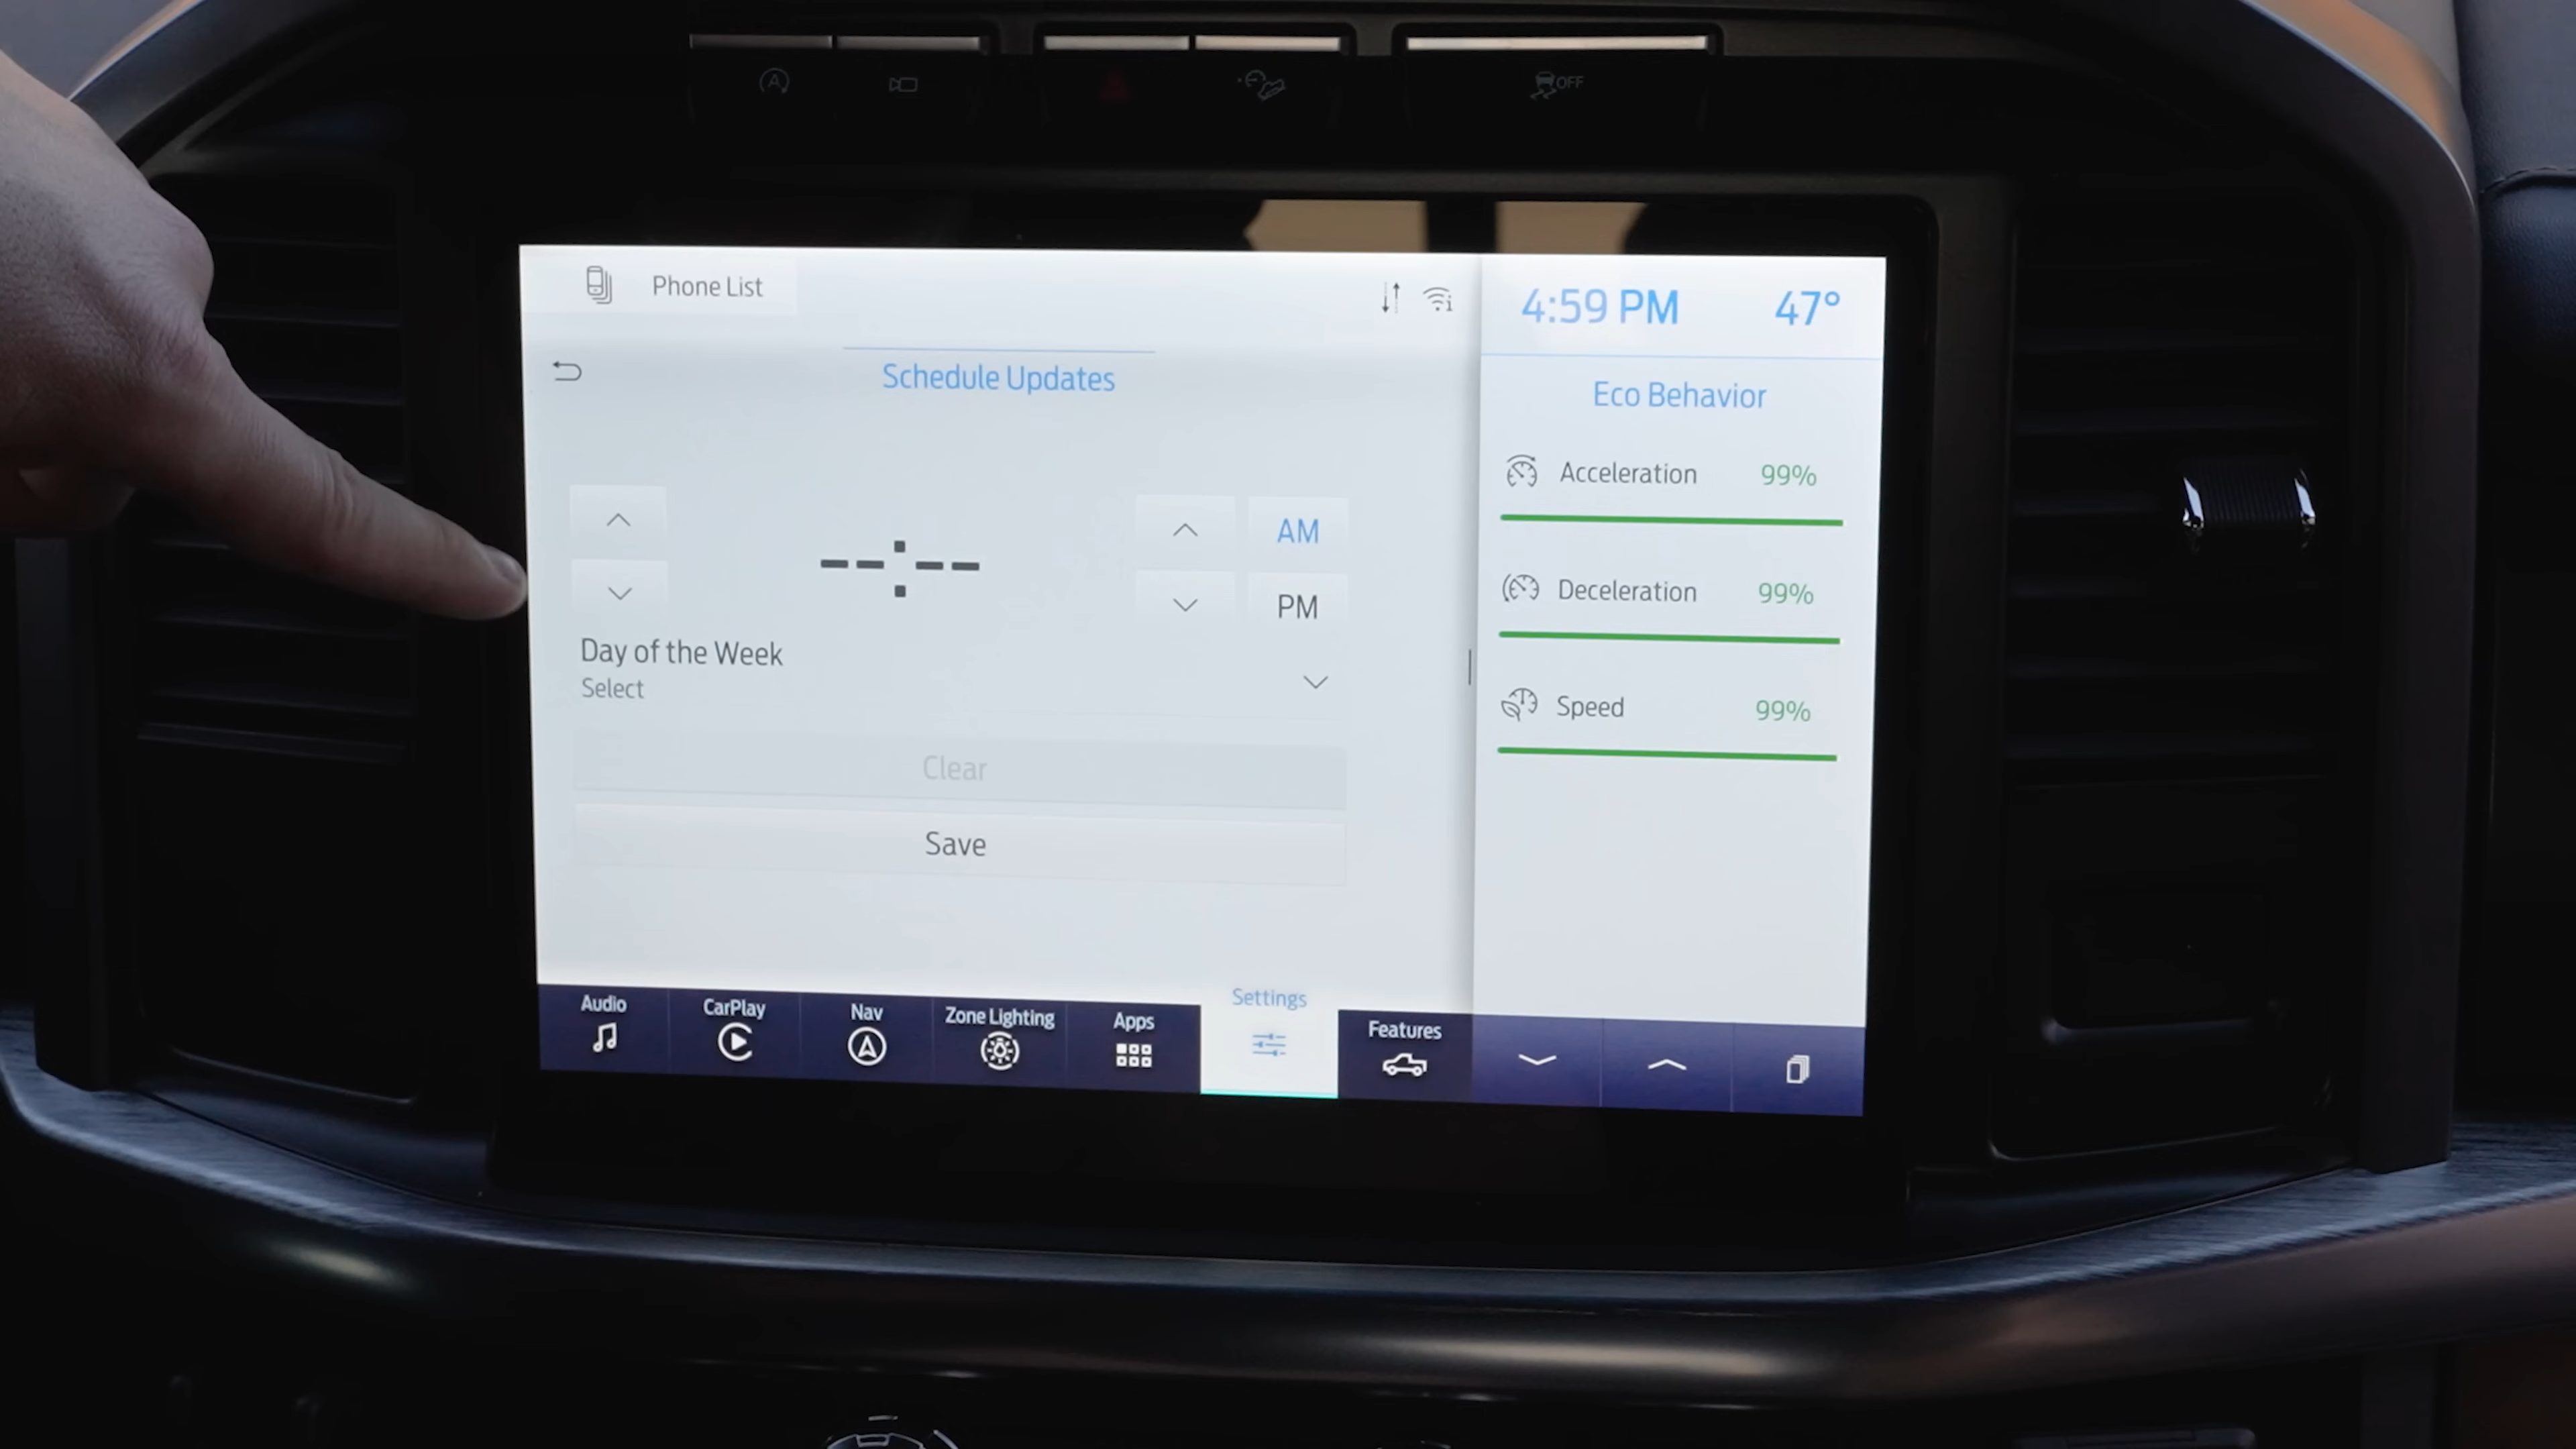 OFF
Phone List
4:59 PM 47°
Schedule Updates
Eco Behavior
Acceleration 99%
AM
--:--
Deceleration 99%
PM
Day of the Week
Select
Speed 99%
Clear
Save
Audio
CarPlay
Nav
Zone Lighting
Apps
Settings
Features